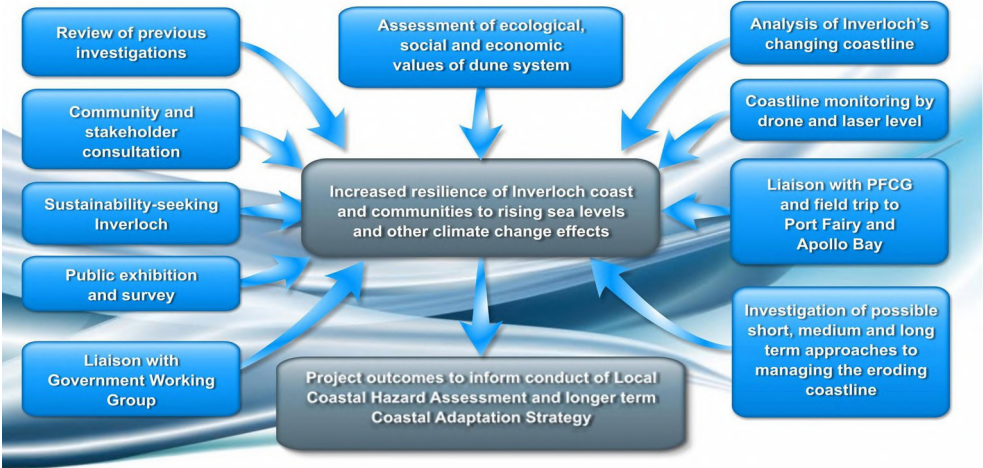 Review of previous
investigations
Assessment of ecological,
social and economic
values of dune system
Analysis of Inverloch's
changing coastline
Community and
stakeholder
consultation
Coastline monitoring by
drone and laser level
Increased resilience of Inverloch coast
and communities to rising sea levels
and other climate change effects
Sustainability-seeking
Inverloch
Liaison with PFCG
and field trip to
Port Fairy and
Apollo Bay
Public exhibition
and survey
Liaison with
Government Working
Group
Investigation of possible
short, medium and long
term approaches to
managing the eroding
coastline
Project outcomes to inform conduct of Local
Coastal Hazard Assessment and longer term
Coastal Adaptation Strategy